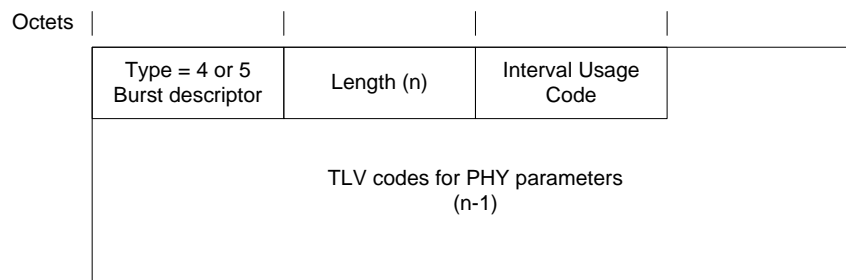 Octets
Type = 4 or 5
Burst descriptor
Length (n)
Interval Usage
Code
TLV codes for PHY parameters
(n-1)